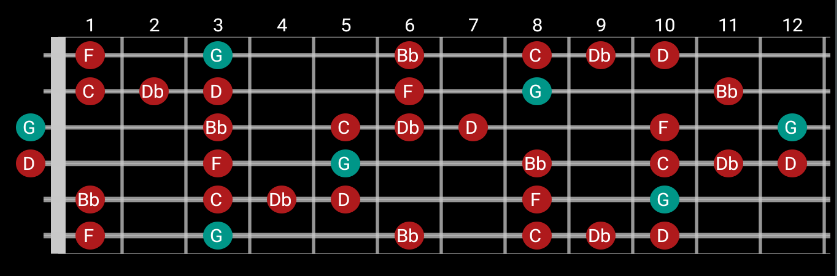 1 2 3 4 5 6 7 8 9 10 11 12
F G Bb C Db D
C Db D F G Bb
G Bb C Db D F G
D F G Bb C Db D
Bb C Db D F G
F G Bb C Db D